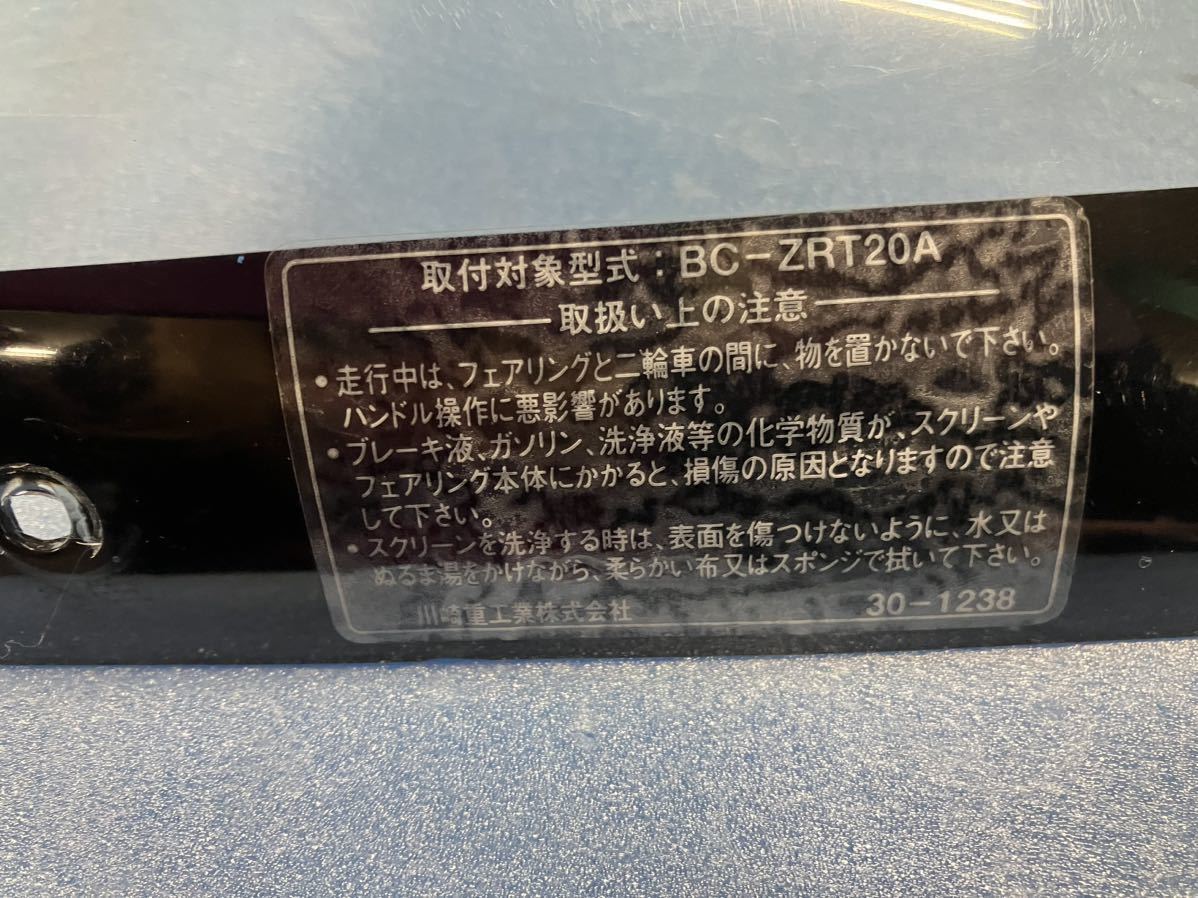 取付対象型式：BC-ZRT20A
取扱い上の注意
・走行中は、フェアリングと二輪車の間に、物を置かないで下さい。
ハンドル操作に悪影響があります。
・ブレーキ液、ガソリン、洗浄液等の化学物質が、スクリーンや
フェアリング本体にかかると、損傷の原因となりますので注意
して下さい。
・スクリーンを洗浄する時は、表面を傷つけないように、水又は
ぬるま湯をかけながら、柔らかい布又はスポンジで拭いて下さい。
川崎重工業株式会社 30-1238